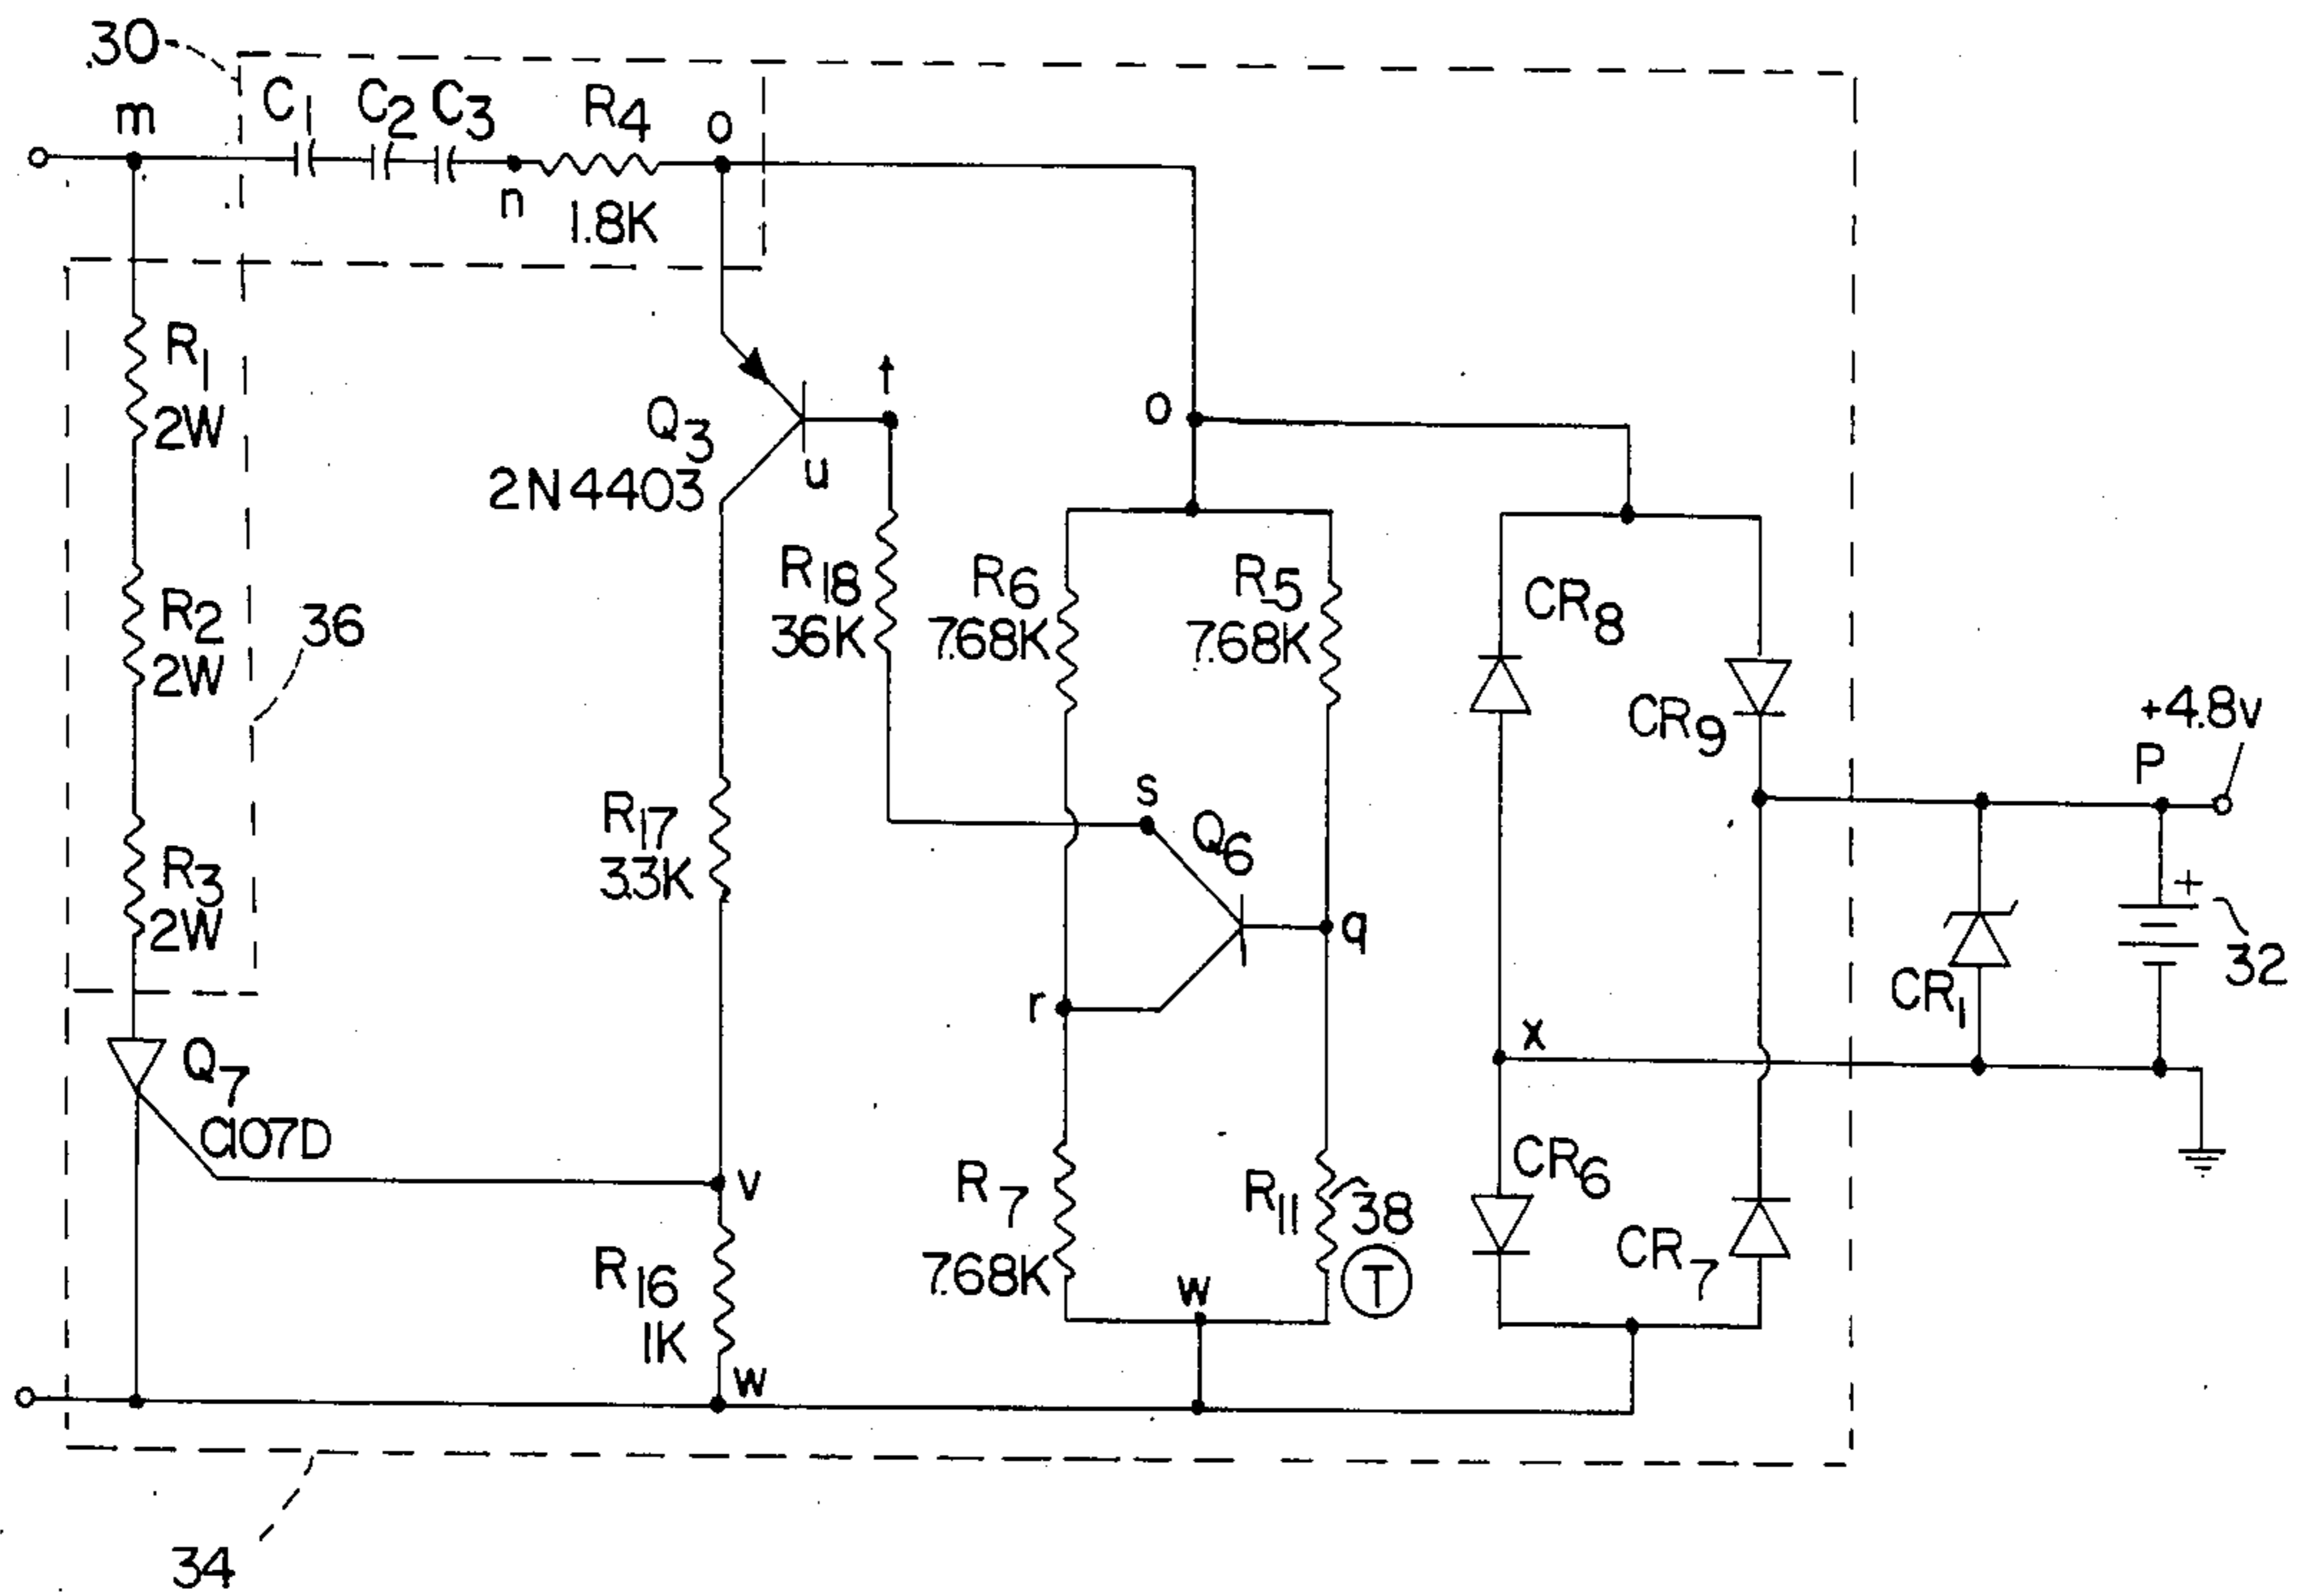 30
m
C1 C2 C3
R4
o
n
1.8K
R1
2W
t
Q3
u
2N4403
o
R18
36K
R6
7.68K
R5
7.68K
CR8
R2
2W
36
CR9
+4.8v
P
s
Q6
R17
3.3K
R3
2W
q
+
32
r
CR1
x
Q7
C107D
v
CR6
R7
7.68K
R11
38
T
CR7
R16
1K
w
w
34